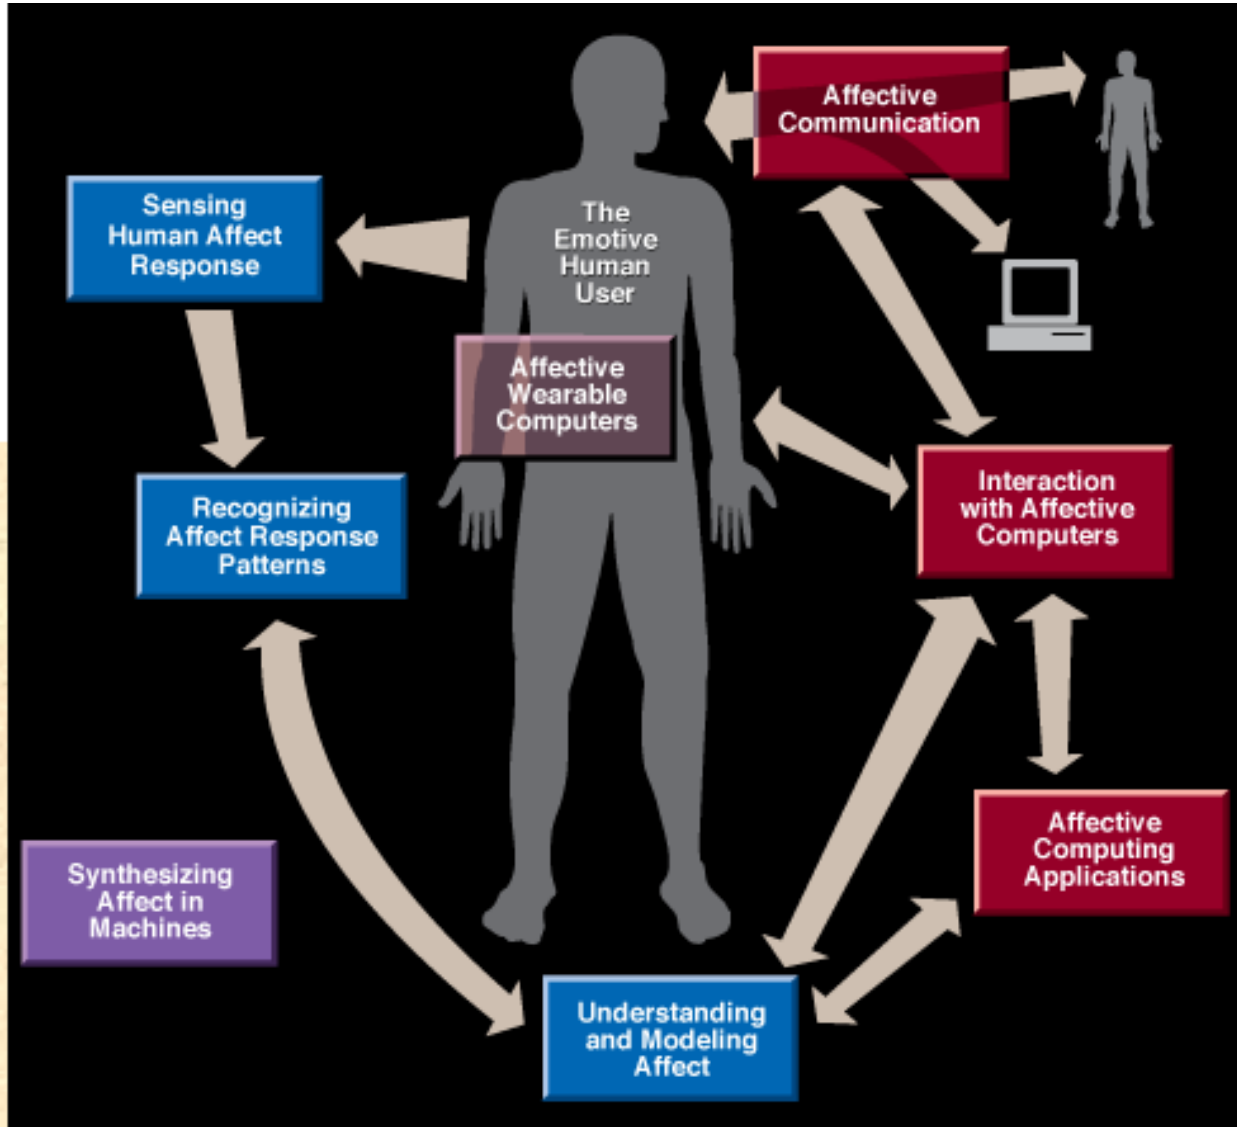 Affective
Communication
Sensing
Human Affect
Response
The
Emotive
Human
User
Affective
Wearable
Computers
Interaction
with Affective
Computers
Recognizing
Affect Response
Patterns
Affective
Computing
Applications
Synthesizing
Affect in
Machines
Understanding
and Modeling
Affect